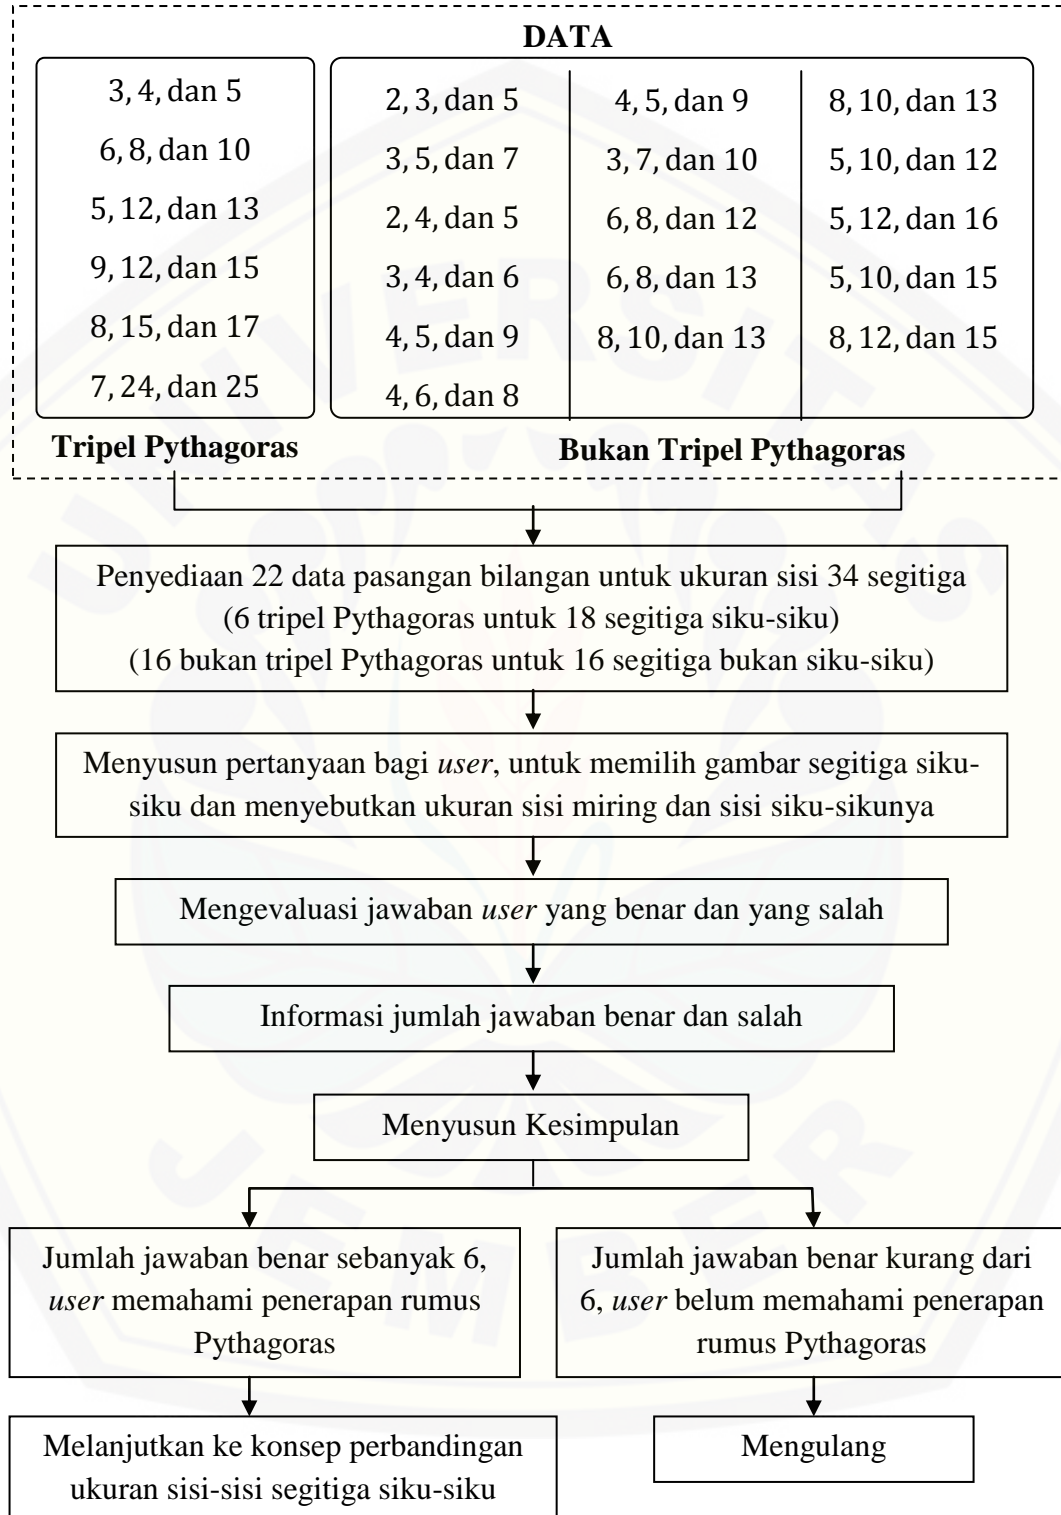 DATA
3, 4, dan 5
6, 8, dan 10
5, 12, dan 13
9, 12, dan 15
8, 15, dan 17
7, 24, dan 25
Tripel Pythagoras
2, 3, dan 5
3, 5, dan 7
2, 4, dan 5
3, 4, dan 6
4, 5, dan 9
4, 6, dan 8
4, 5, dan 9
3, 7, dan 10
6, 8, dan 12
6, 8, dan 13
8, 10, dan 13
8, 10, dan 13
5, 10, dan 12
5, 12, dan 16
5, 10, dan 15
8, 12, dan 15
Bukan Tripel Pythagoras
Penyediaan 22 data pasangan bilangan untuk ukuran sisi 34 segitiga
(6 tripel Pythagoras untuk 18 segitiga siku-siku)
(16 bukan tripel Pythagoras untuk 16 segitiga bukan siku-siku)
Menyusun pertanyaan bagi user, untuk memilih gambar segitiga siku-
siku dan menyebutkan ukuran sisi miring dan sisi siku-sikunya
Mengevaluasi jawaban user yang benar dan yang salah
Informasi jumlah jawaban benar dan salah
Menyusun Kesimpulan
Jumlah jawaban benar sebanyak 6,
user memahami penerapan rumus
Pythagoras
Jumlah jawaban benar kurang dari
6, user belum memahami penerapan
rumus Pythagoras
Melanjutkan ke konsep perbandingan
ukuran sisi-sisi segitiga siku-siku
Mengulang
UNIVERSITAS
JEMBER